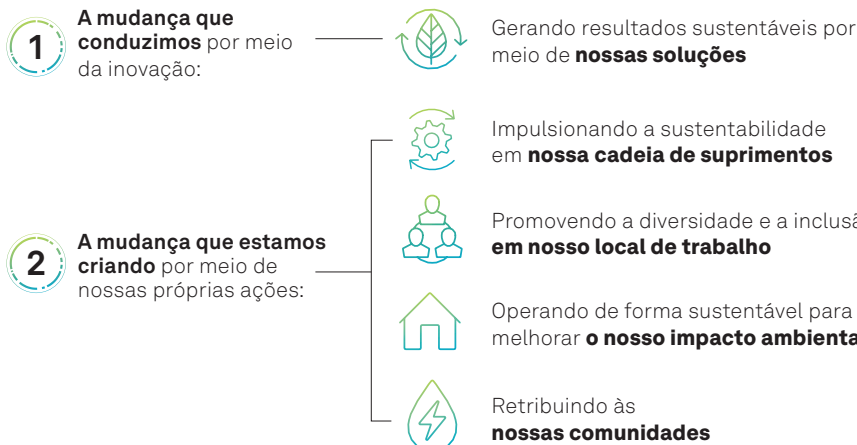 1
A mudança que
conduzimos por meio
da inovação:
Gerando resultados sustentáveis por
meio de nossas soluções
2
A mudança que estamos
criando por meio de
nossas próprias ações:
Impulsionando a sustentabilidade
em nossa cadeia de suprimentos
Promovendo a diversidade e a
em nosso local de trabalho
Operando de forma sustentável para
melhorar o nosso impacto
Retribuindo às
nossas comunidades